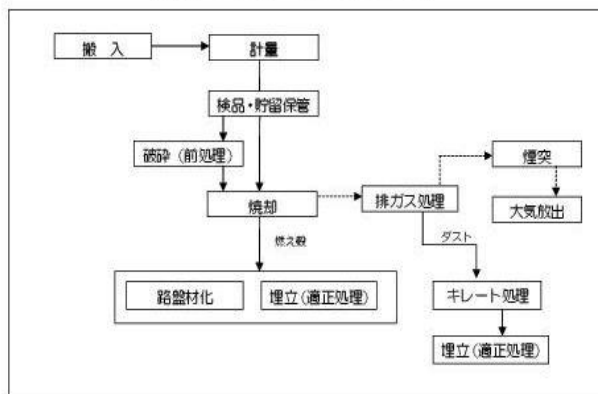 搬 入
計量
検品・貯留保管
破砕（前処理）
煙突
焼却
排ガス処理
大気放出
燃え殻
ダスト
路盤材化
埋立（適正処理）
キレート処理
埋立（適正処理）